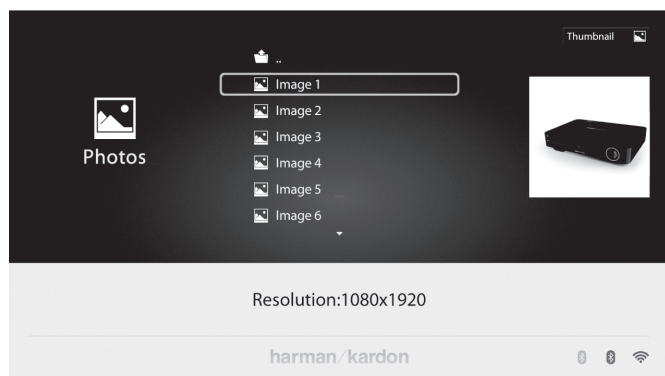 Thumbnail
..
Image 1
Image 2
Image 3
Photos
Image 4
Image 5
Image 6
Resolution:1080x1920
harman/kardon